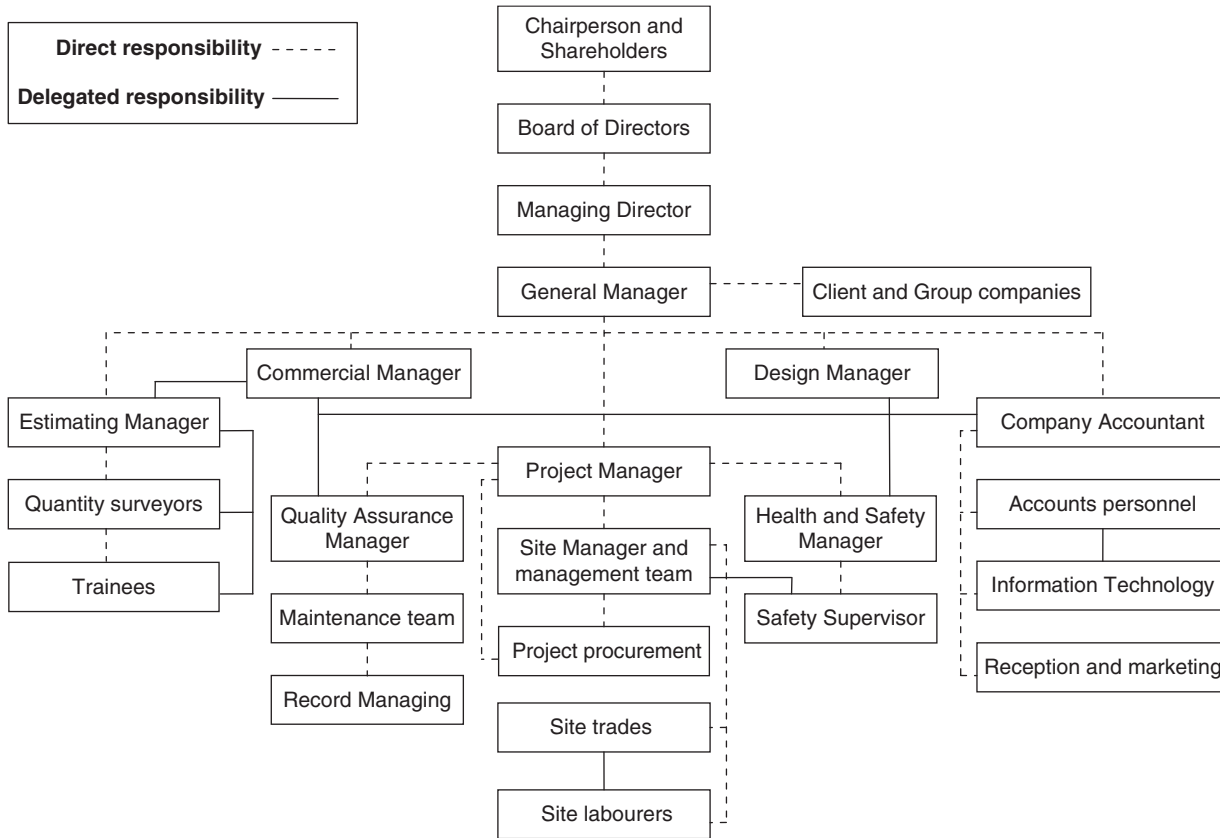 Direct responsibility
Delegated responsibility
Chairperson and
Shareholders
Board of Directors
Managing Director
General Manager
Client and Group companies
Commercial Manager
Design Manager
Estimating Manager
Company Accountant
Project Manager
Quantity surveyors
Quality Assurance
Manager
Health and Safety
Manager
Accounts personnel
Site Manager and
management team
Trainees
Information Technology
Maintenance team
Safety Supervisor
Project procurement
Reception and marketing
Record Managing
Site trades
Site labourers